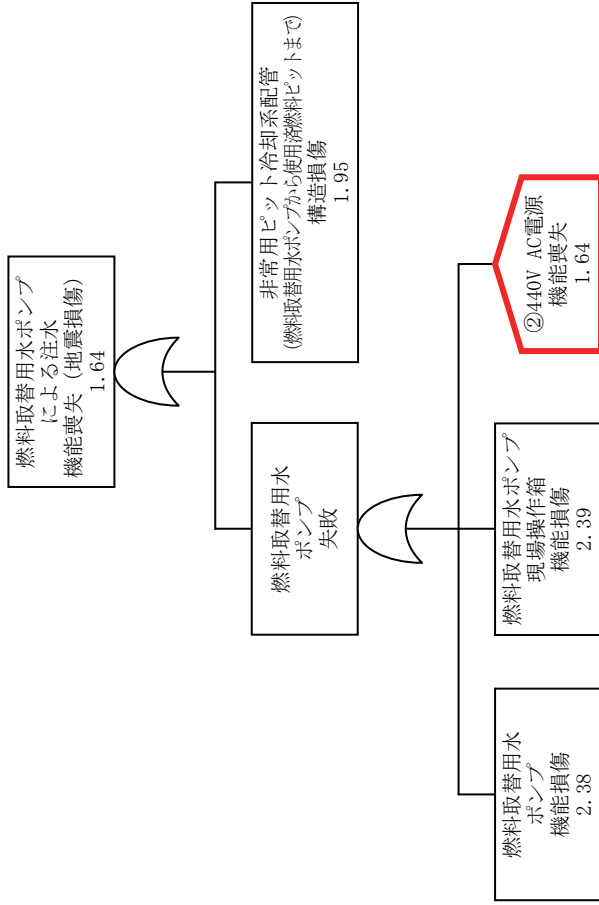 燃料取替用水ポンプ
による注水
機能喪失（地震損傷）
1.64
燃料取替用水
ポンプ
失敗
非常用ピット冷却系配管
(燃料取替用水ポンプから使用済燃料ピットまで)
構造損傷
1.95
燃料取替用水
ポンプ
機能損傷
2.38
燃料取替用水ポンプ
現場操作箱
機能損傷
2.39
②440V AC電源
機能喪失
1.64